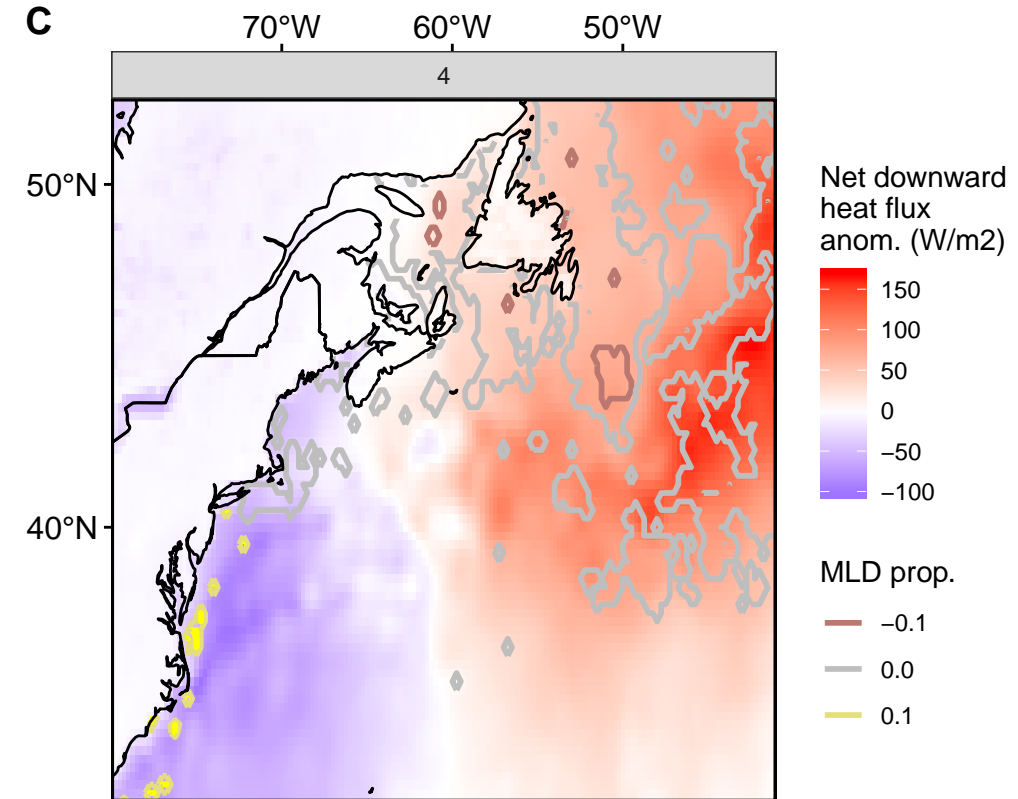 C
70°W 60°W 50°W
4
50°N
40°N
Net downward
heat flux
anom. (W/m2)
150
100
50
0
−50
−100
MLD prop.
−0.1
0.0
0.1